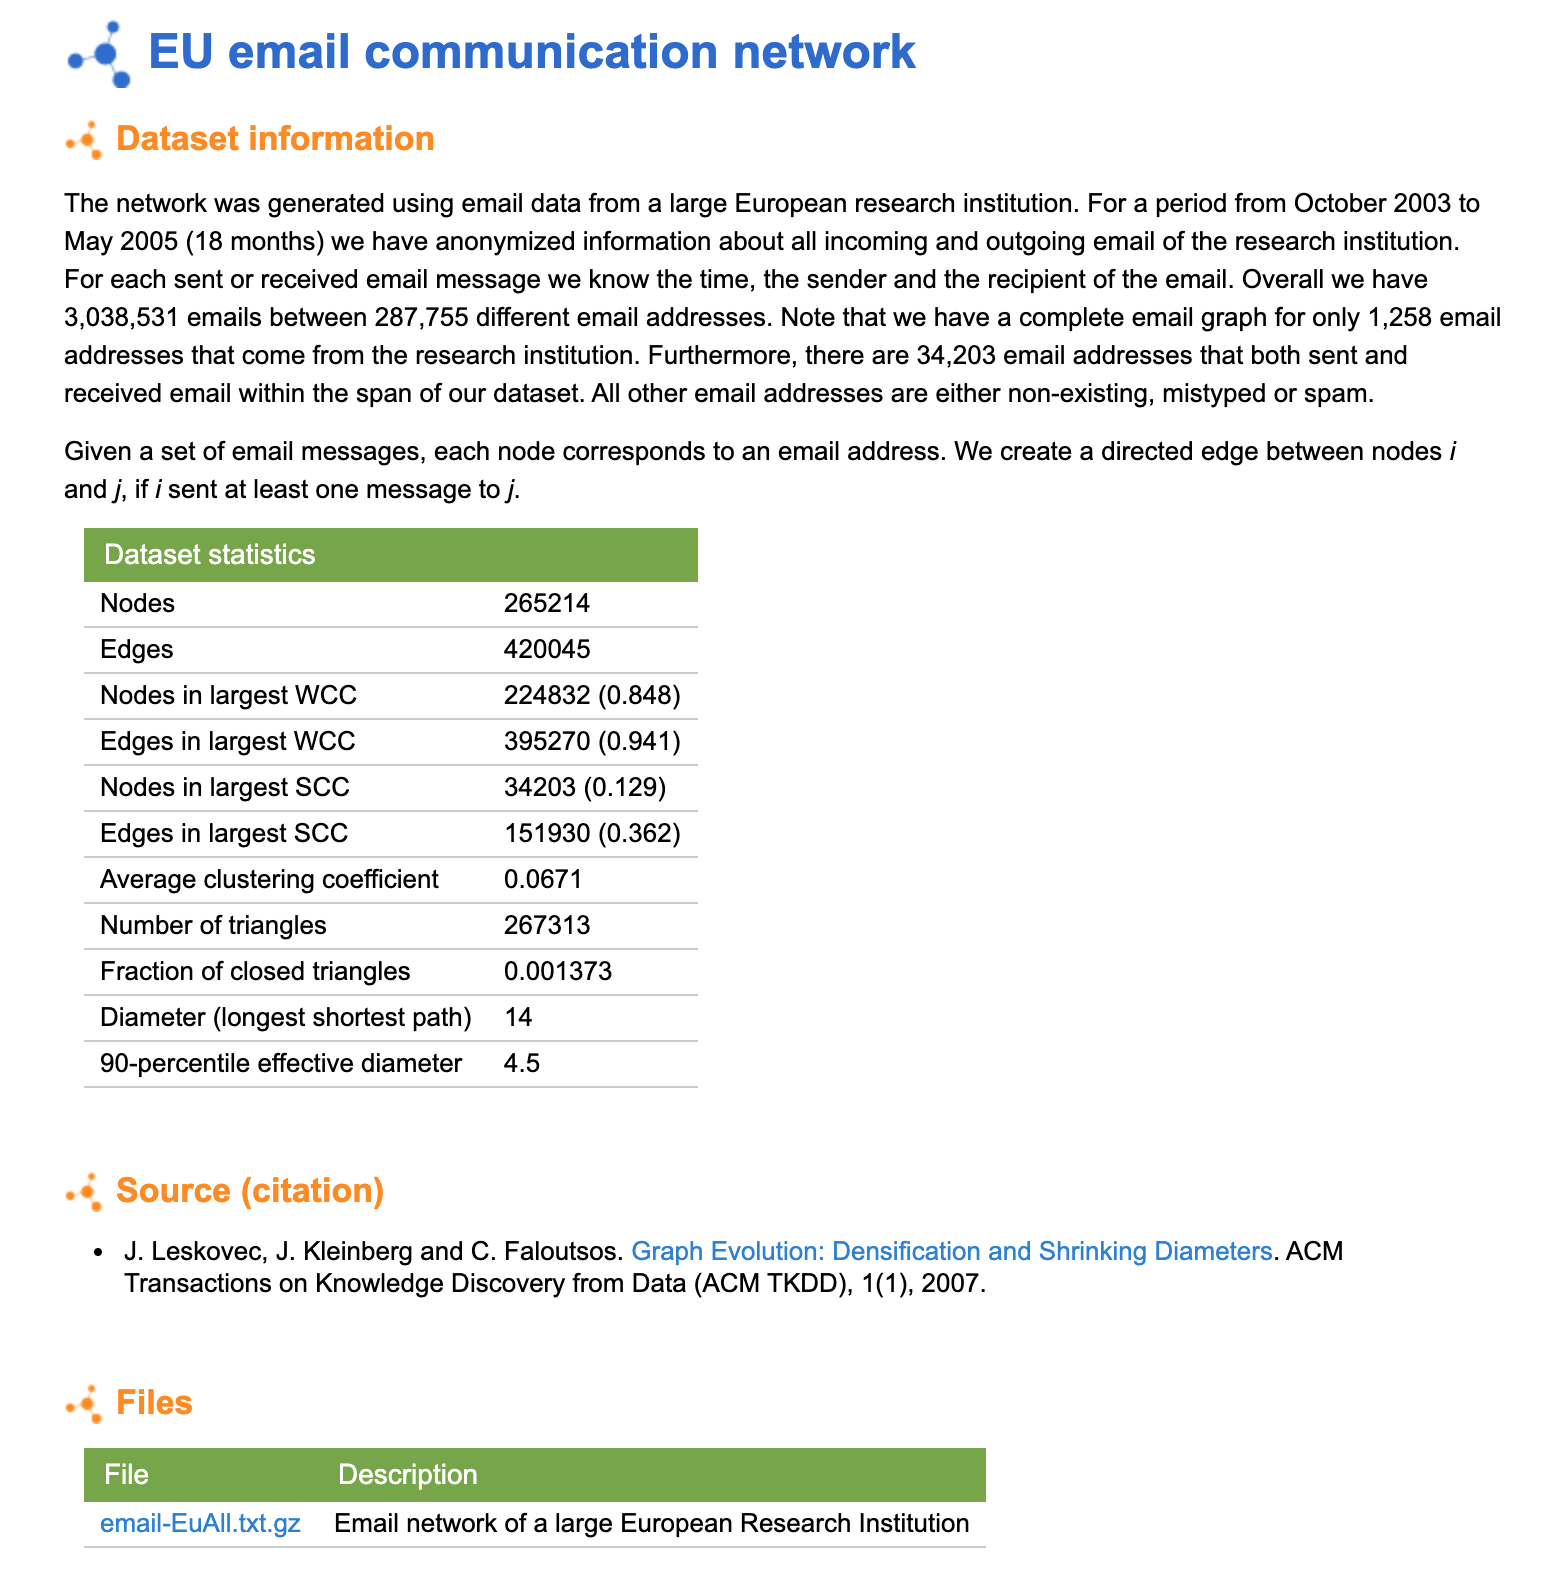 EU email communication network
Dataset information
The network was generated using email data from a large European research institution. For a period from October 2003 to
May 2005 (18 months) we have anonymized information about all incoming and outgoing email of the research institution.
For each sent or received email message we know the time, the sender and the recipient of the email. Overall we have
3,038,531 emails between 287,755 different email addresses. Note that we have a complete email graph for only 1,258 email
addresses that come from the research institution. Furthermore, there are 34,203 email addresses that both sent and
received email within the span of our dataset. All other email addresses are either non-existing, mistyped or spam.
Given a set of email messages, each node corresponds to an email address. We create a directed edge between nodes i
and j, if i sent at least one message to j.
Dataset statistics
Nodes 265214
Edges 420045
Nodes in largest WCC 224832 (0.848)
Edges in largest WCC 395270 (0.941)
Nodes in largest SCC 34203 (0.129)
Edges in largest SCC 151930 (0.362)
Average clustering coefficient 0.0671
Number of triangles 267313
Fraction of closed triangles 0.001373
Diameter (longest shortest path) 14
90-percentile effective diameter 4.5
Source (citation)
• J. Leskovec, J. Kleinberg and C. Faloutsos. Graph Evolution: Densification and Shrinking Diameters. ACM
Transactions on Knowledge Discovery from Data (ACM TKDD), 1(1), 2007.
Files
File Description
email-EuAll.txt.gz Email network of a large European Research Institution